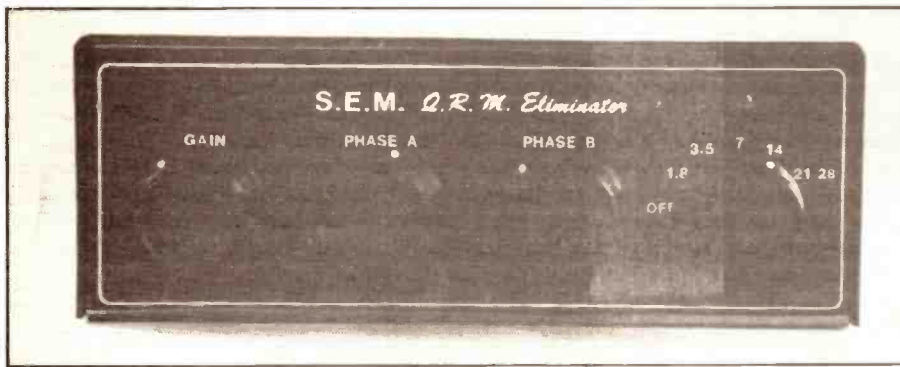 S.E.M. Q.R.M. Eliminator
GAIN PHASE A PHASE B
3.5 7 14
1.8 21 28
OFF